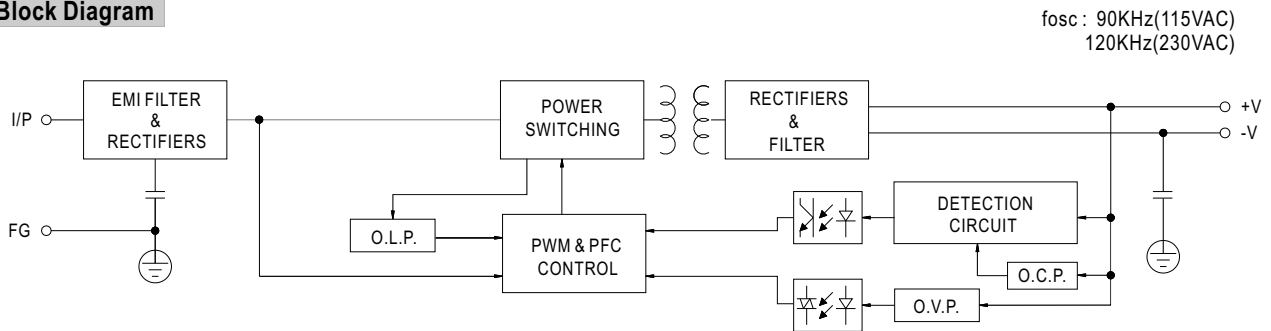 Block Diagram
fosc : 90KHz(115VAC)
120KHz(230VAC)
I/P
EMI FILTER
&
RECTIFIERS
POWER
SWITCHING
RECTIFIERS
&
FILTER
+V
-V
FG
O.L.P.
PWM & PFC
CONTROL
DETECTION
CIRCUIT
O.C.P.
O.V.P.